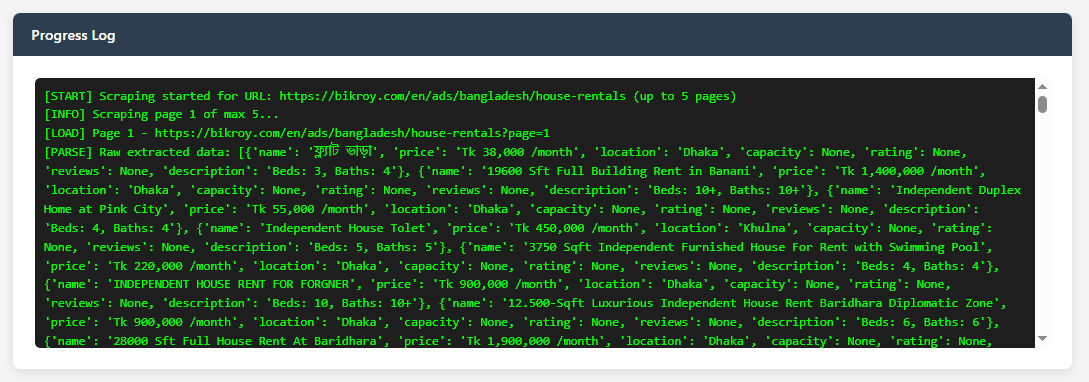 Progress Log
[START] Scraping started for URL: https://bikroy.com/en/ads/bangladesh/house-rentals (up to 5 pages)
[INFO] Scraping page 1 of max 5...
[LOAD] Page 1 - https://bikroy.com/en/ads/bangladesh/house-rentals?page=1
[PARSE] Raw extracted data: [{'name': 'ফ্ল্যাট ভাড়া', 'price': 'Tk 38,000 /month', 'location': 'Dhaka', 'capacity': None, 'rating': None,
'reviews': None, 'description': 'Beds: 3, Baths: 4'}, {'name': '19600 Sft Full Building Rent in Banani', 'price': 'Tk 1,400,000 /month',
'location': 'Dhaka', 'capacity': None, 'rating': None, 'reviews': None, 'description': 'Beds: 10+, Baths: 10+'}, {'name': 'Independent Duplex
Home at Pink City', 'price': 'Tk 55,000 /month', 'location': 'Dhaka', 'capacity': None, 'rating': None, 'reviews': None, 'description':
'Beds: 4, Baths: 4'}, {'name': 'Independent House Tolet', 'price': 'Tk 450,000 /month', 'location': 'Khulna', 'capacity': None, 'rating':
None, 'reviews': None, 'description': 'Beds: 5, Baths: 5'}, {'name': '3750 Sqft Independent Furnished House For Rent with Swimming Pool',
'price': 'Tk 220,000 /month', 'location': 'Dhaka', 'capacity': None, 'rating': None, 'reviews': None, 'description': 'Beds: 4, Baths: 4'},
{'name': 'INDEPENDENT HOUSE RENT FOR FORGNER', 'price': 'Tk 900,000 /month', 'location': 'Dhaka', 'capacity': None, 'rating': None,
'reviews': None, 'description': 'Beds: 10, Baths: 10+'}, {'name': '12.500-Sqft Luxurious Independent House Rent Baridhara Diplomatic Zone',
'price': 'Tk 900,000 /month', 'location': 'Dhaka', 'capacity': None, 'rating': None, 'reviews': None, 'description': 'Beds: 6, Baths: 6'},
{'name': '28000 Sft Full House Rent At Baridhara', 'price': 'Tk 1,900,000 /month', 'location': 'Dhaka', 'capacity': None, 'rating': None,